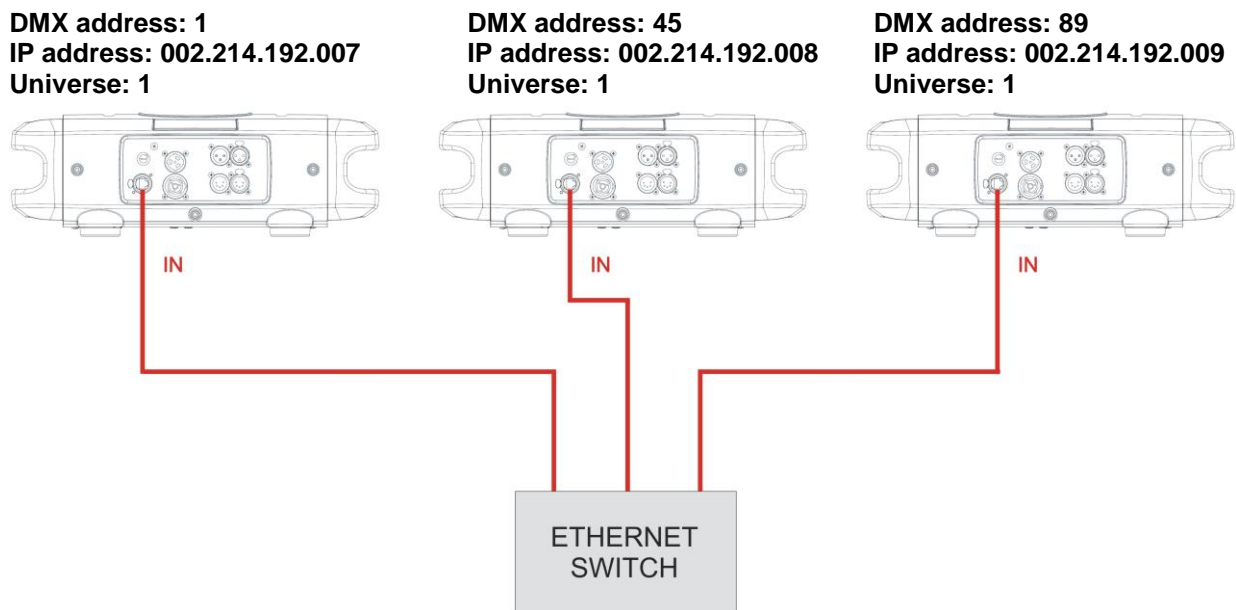 DMX address: 1
IP address: 002.214.192.007
Universe: 1
DMX address: 45
IP address: 002.214.192.008
Universe: 1
DMX address: 89
IP address: 002.214.192.009
Universe: 1
IN
IN
IN
ETHERNET
SWITCH